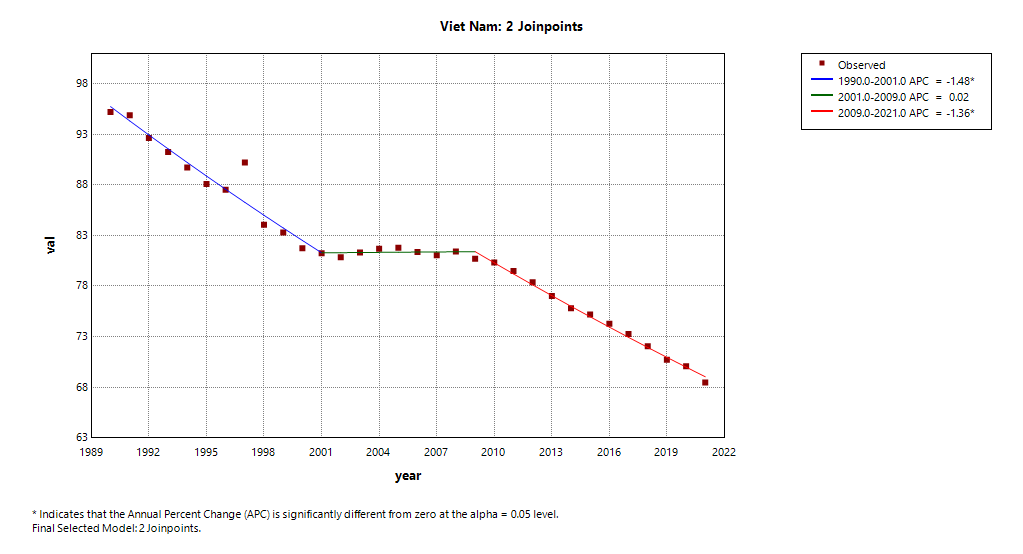 Viet Nam: 2 Joinpoints
Observed
1990.0-2001.0 APC = -1.48*
2001.0-2009.0 APC = 0.02
2009.0-2021.0 APC = -1.36*
val
98
93
88
83
78
73
68
63
1989 1992 1995 1998 2001 2004 2007 2010 2013 2016 2019 2022
year
* Indicates that the Annual Percent Change (APC) is significantly different from zero at the alpha = 0.05 level.
Final Selected Model: 2 Joinpoints.